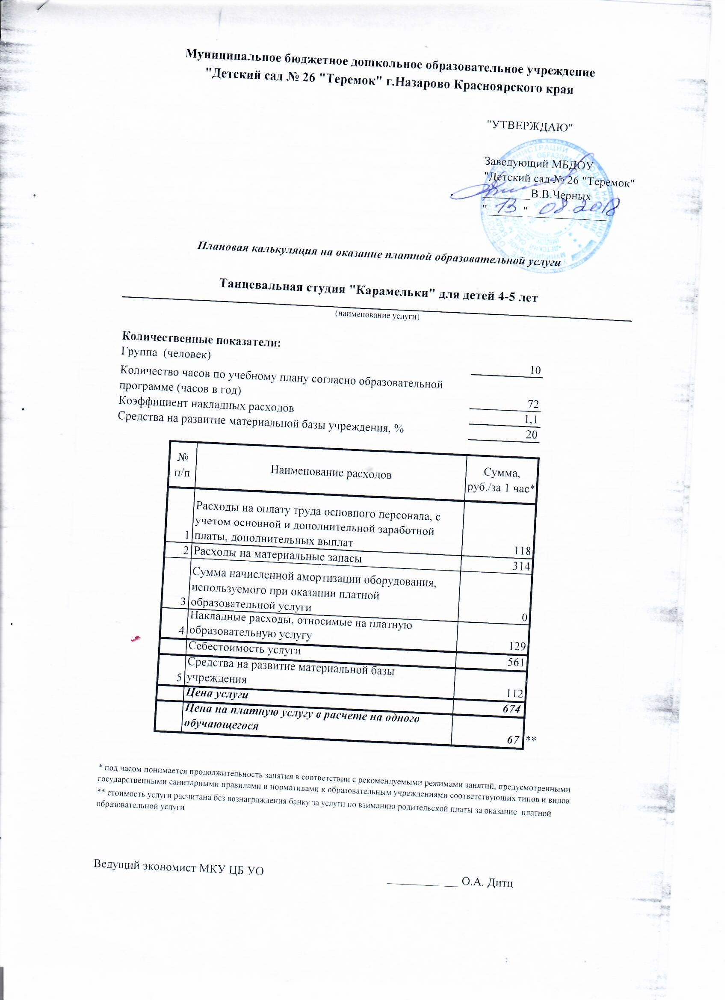 Муниципальное бюджетное дошкольное образовательное учреждение
"Детский сад № 26 "Теремок" г.Назарово Красноярского края
"УТВЕРЖДАЮ"
Заведующий МБДОУ
"Детский сад № 26 "Теремок"
________В.В.Черных
" 13 " 08.2018
Плановая калькуляция на оказание платной образовательной услуги
Танцевальная студия "Карамельки" для детей 4-5 лет
(наименование услуги)
Количественные показатели:
Группа (человек) 10
Количество часов по учебному плану согласно образовательной
программе (часов в год) 72
Коэффициент накладных расходов 1,1
Средства на развитие материальной базы учреждения, % 20
№
п/п
Наименование расходов
Сумма,
руб./за 1 час*
Расходы на оплату труда основного персонала, с
учетом основной и дополнительной заработной
1 платы, дополнительных выплат 118
2 Расходы на материальные запасы 314
Сумма начисленной амортизации оборудования,
используемого при оказании платной
3 образовательной услуги 0
Накладные расходы, относимые на платную
4 образовательную услугу 129
Себестоимость услуги 561
Средства на развитие материальной базы
5 учреждения 112
Цена услуги 674
Цена на платную услугу в расчете на одного
обучающегося 67 **
* под часом понимается продолжительность занятия в соответствии с рекомендуемыми режимами занятий, предусмотренными
государственными санитарными правилами и нормативами к образовательным учреждениями соответствующих типов и видов
** стоимость услуги расчитана без вознаграждения банку за услуги по взиманию родительской платы за оказание платной
образовательной услуги
Ведущий экономист МКУ ЦБ УО ____________ О.А. Дитц